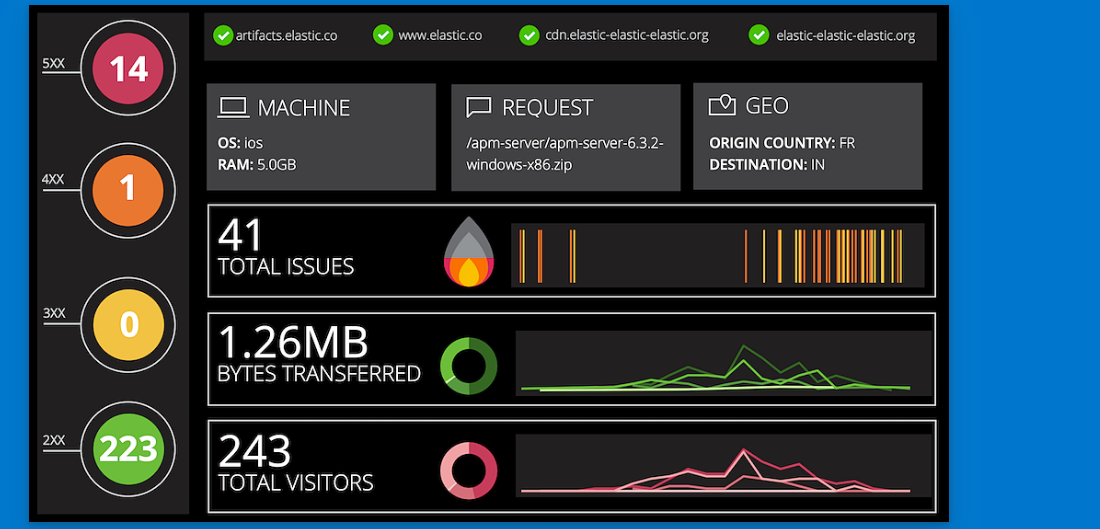 5XX
14
4XX
1
3XX
0
2XX
223
artifacts.elastic.co
www.elastic.co
cdn.elastic-elastic-elastic.org
elastic-elastic-elastic.org
MACHINE
OS: ios
RAM: 5.0GB
REQUEST
/apm-server/apm-server-6.3.2-
windows-x86.zip
GEO
ORIGIN COUNTRY: FR
DESTINATION: IN
41
TOTAL ISSUES
1.26MB
BYTES TRANSFERRED
243
TOTAL VISITORS